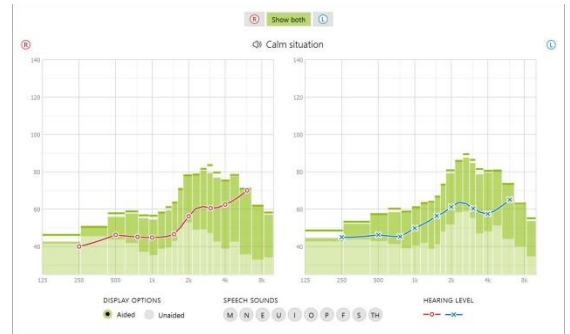 R Show both L
R Calm situation L
140 140
120 120
100 100
80 80
60 60
40 40
125 250 500 1k 2k 4k 8k 125 250 500 1k 2k 4k 8k
DISPLAY OPTIONS SPEECH SOUNDS HEARING LEVEL
Aided Unaided M N E U I O P F S TH